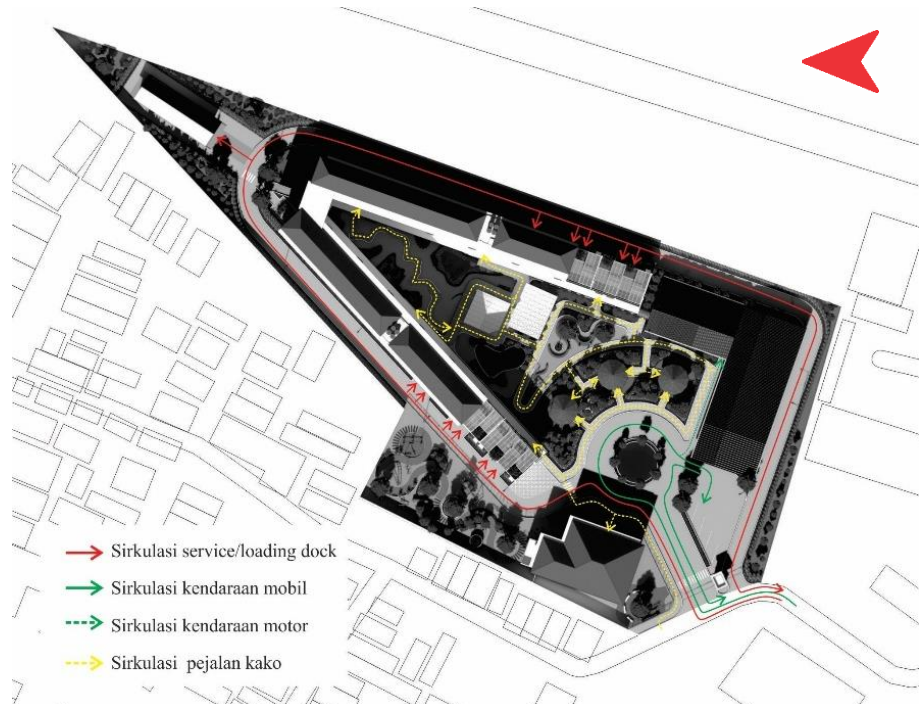 Sirkulasi service/loading dock
Sirkulasi kendaraan mobil
Sirkulasi kendaraan motor
Sirkulasi pejalan kako